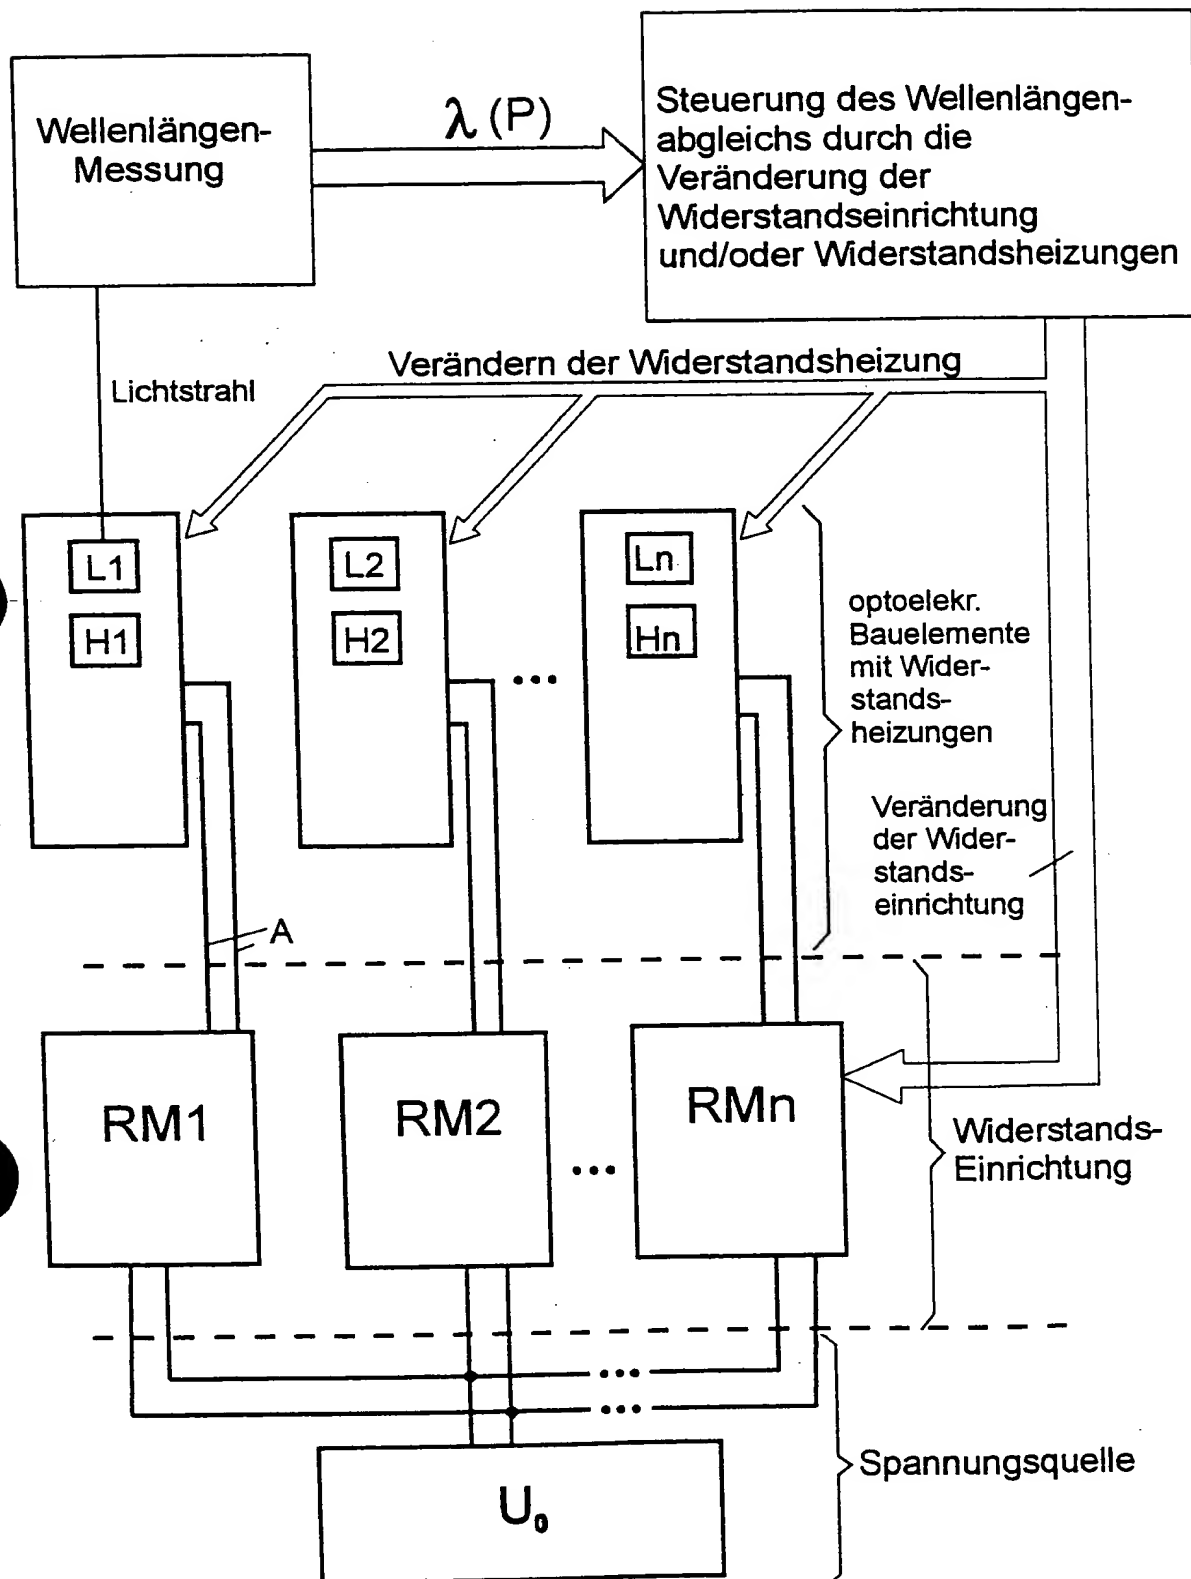 Wellenlängen-
Messung
λ (P)
Steuerung des Wellenlängen-
abgleichs durch die
Veränderung der
Widerstandseinrichtung
und/oder Widerstandsheizungen
Verändern der Widerstandsheizung
Lichtstrahl
L1
H1
L2
H2
...
Ln
Hn
optoelekr.
Bauelemente
mit Wider-
stands-
heizungen
Veränderung
der Wider-
stands-
einrichtung
A
RM1
RM2
...
RMn
Widerstands-
Einrichtung
...
...
Spannungsquelle
U₀